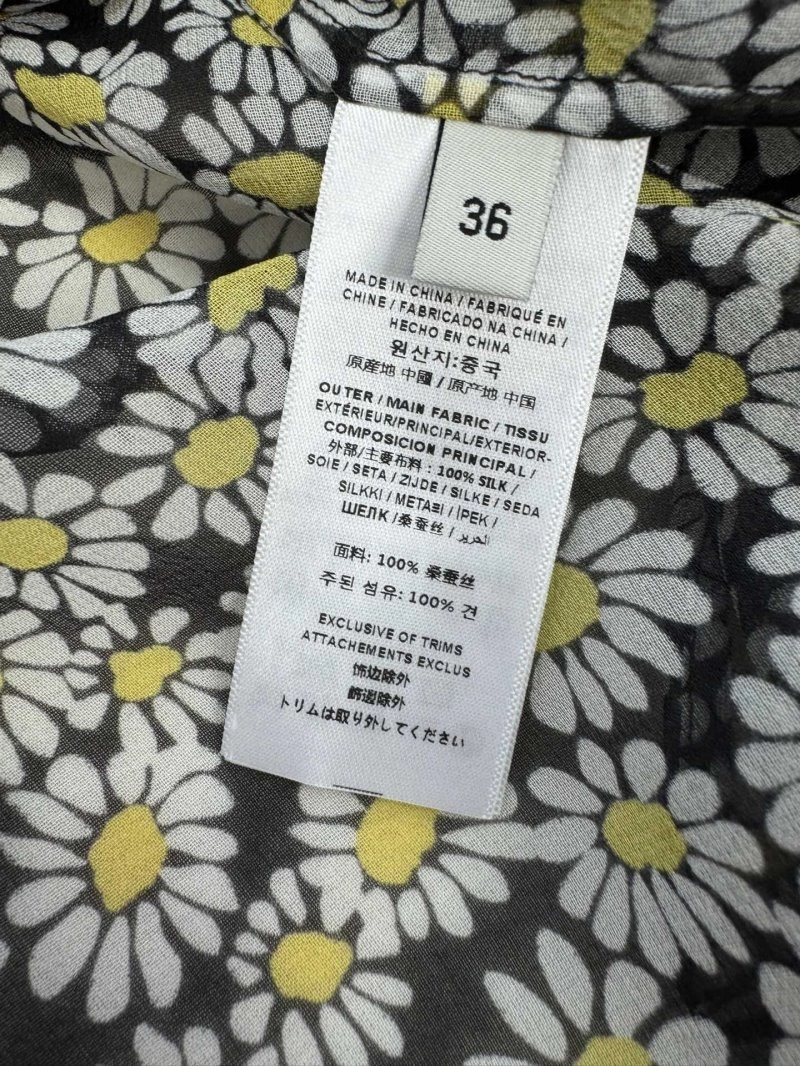 36
MADE IN CHINA / FABRIQUÉ EN
CHINE / FABRICADO NA CHINA /
HECHO EN CHINA
원산지:중국
原産地 中國 / 原产地 中国
OUTER / MAIN FABRIC / TISSU
EXTÉRIEUR/PRINCIPAL/EXTERIOR-
COMPOSICION PRINCIPAL /
外部/主要布料 : 100% SILK /
SOIE / SETA / ZIJDE / SILKE / SEDA
SILKKI / ΜΕΤΑΞΙ / İPEK /
ШЕЛК / 桑蚕丝 / الحرير
面料: 100% 桑蚕丝
주된 섬유: 100% 견
EXCLUSIVE OF TRIMS
ATTACHEMENTS EXCLUS
饰边除外
飾邊除外
トリムは取り外してください